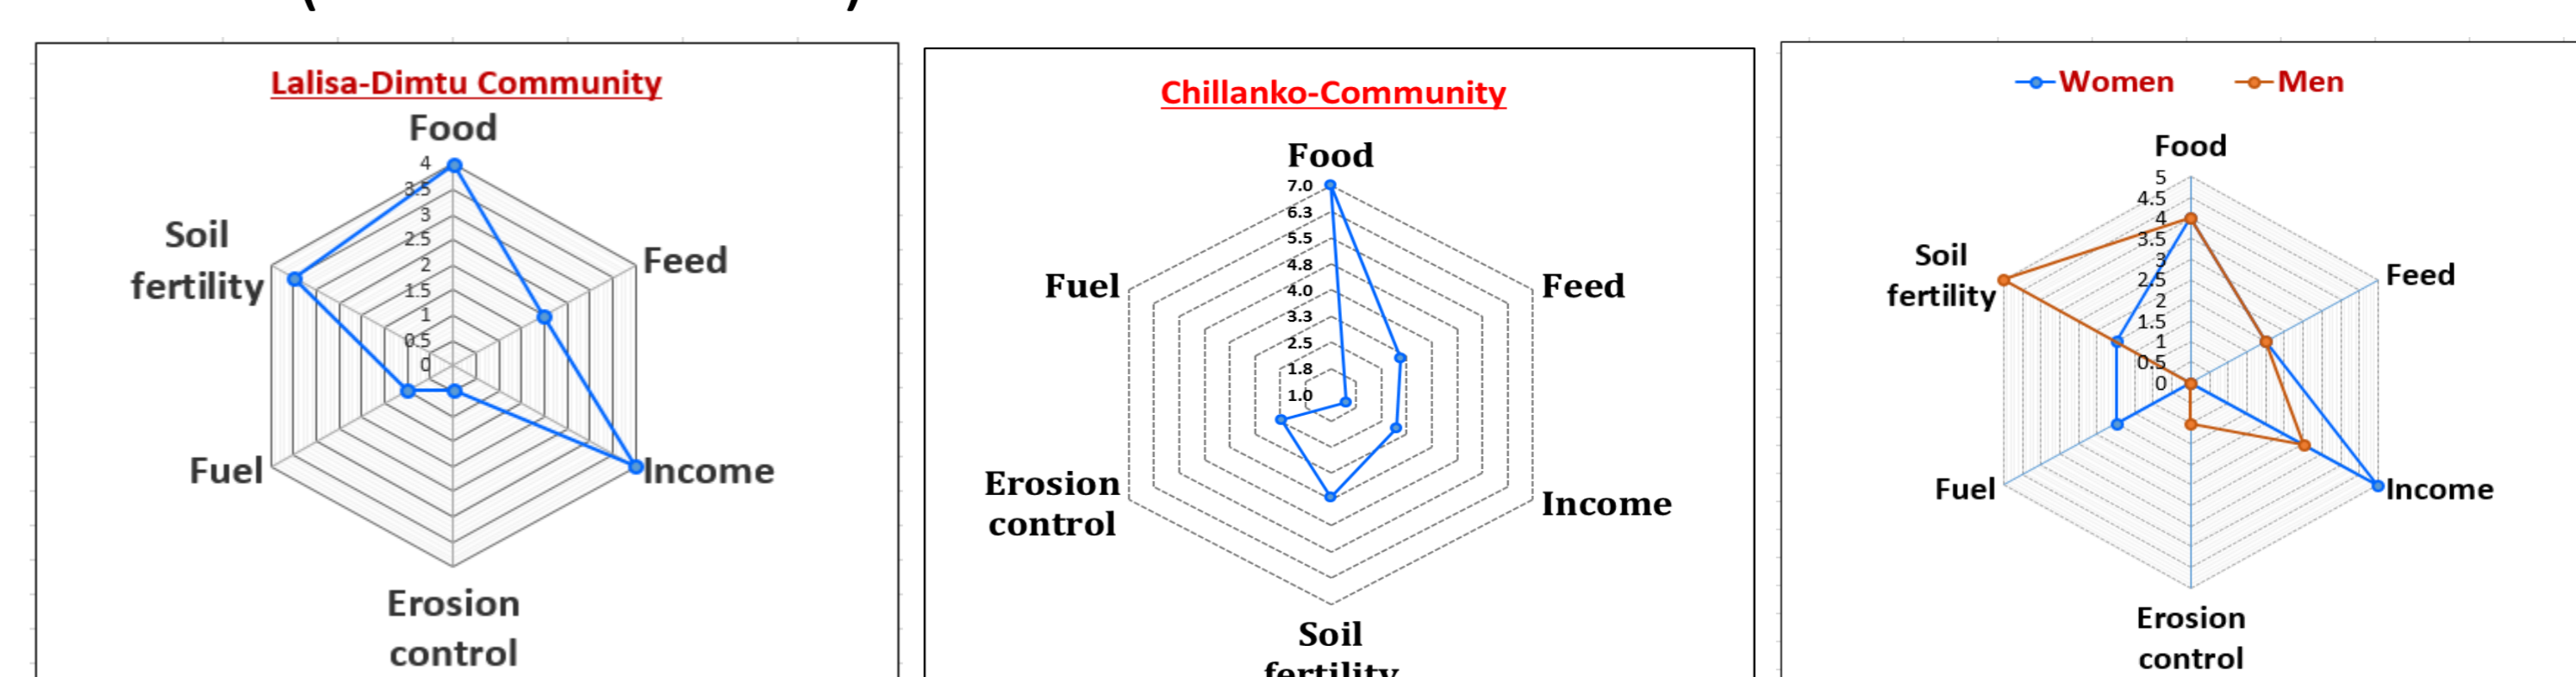 Lalisa-Dimtu Community
Food
4
3.5
3
2.5
2
1.5
1
0.5
0
Soil
fertility
Feed
Fuel
Income
Erosion
control
Chillanko-Community
Food
7.0
6.3
5.5
4.8
4.0
3.3
2.5
1.8
1.0
Fuel
Feed
Erosion
control
Income
Soil
fertility
Women Men
Food
5
4.5
4
3.5
3
2.5
2
1.5
1
0.5
0
Soil
fertility
Feed
Fuel
Income
Erosion
control